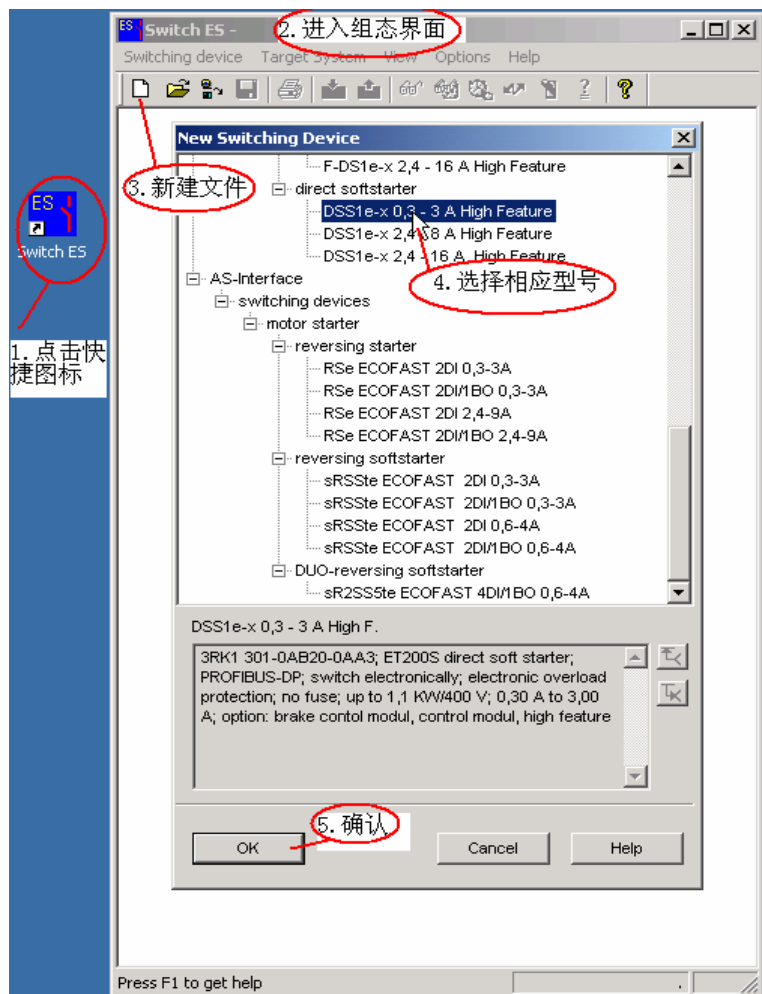 ES Switch ES -
2.进入组态界面
Switching device Target System View Options Help
New Switching Device
F-DS1e-x 2,4 - 16 A High Feature
3.新建文件
direct softstarter
DSS1e-x 0,3 - 3 A High Feature
DSS1e-x 2,4 - 8 A High Feature
DSS1e-x 2,4 - 16 A High Feature
ES
Switch ES
4.选择相应型号
AS-Interface
switching devices
motor starter
1.点击快
捷图标
reversing starter
RSe ECOFAST 2DI 0,3-3A
RSe ECOFAST 2DI/1BO 0,3-3A
RSe ECOFAST 2DI 2,4-9A
RSe ECOFAST 2DI/1BO 2,4-9A
reversing softstarter
sRSSte ECOFAST 2DI 0,3-3A
sRSSte ECOFAST 2DI/1BO 0,3-3A
sRSSte ECOFAST 2DI 0,6-4A
sRSSte ECOFAST 2DI/1BO 0,6-4A
DUO-reversing softstarter
sR2SS5te ECOFAST 4DI/1BO 0,6-4A
DSS1e-x 0,3 - 3 A High F.
3RK1 301-0AB20-0AA3; ET200S direct soft starter;
PROFIBUS-DP; switch electronically; electronic overload
protection; no fuse; up to 1,1 KW/400 V; 0,30 A to 3,00
A; option: brake contol modul, control modul, high feature
5.确认
OK Cancel Help
Press F1 to get help